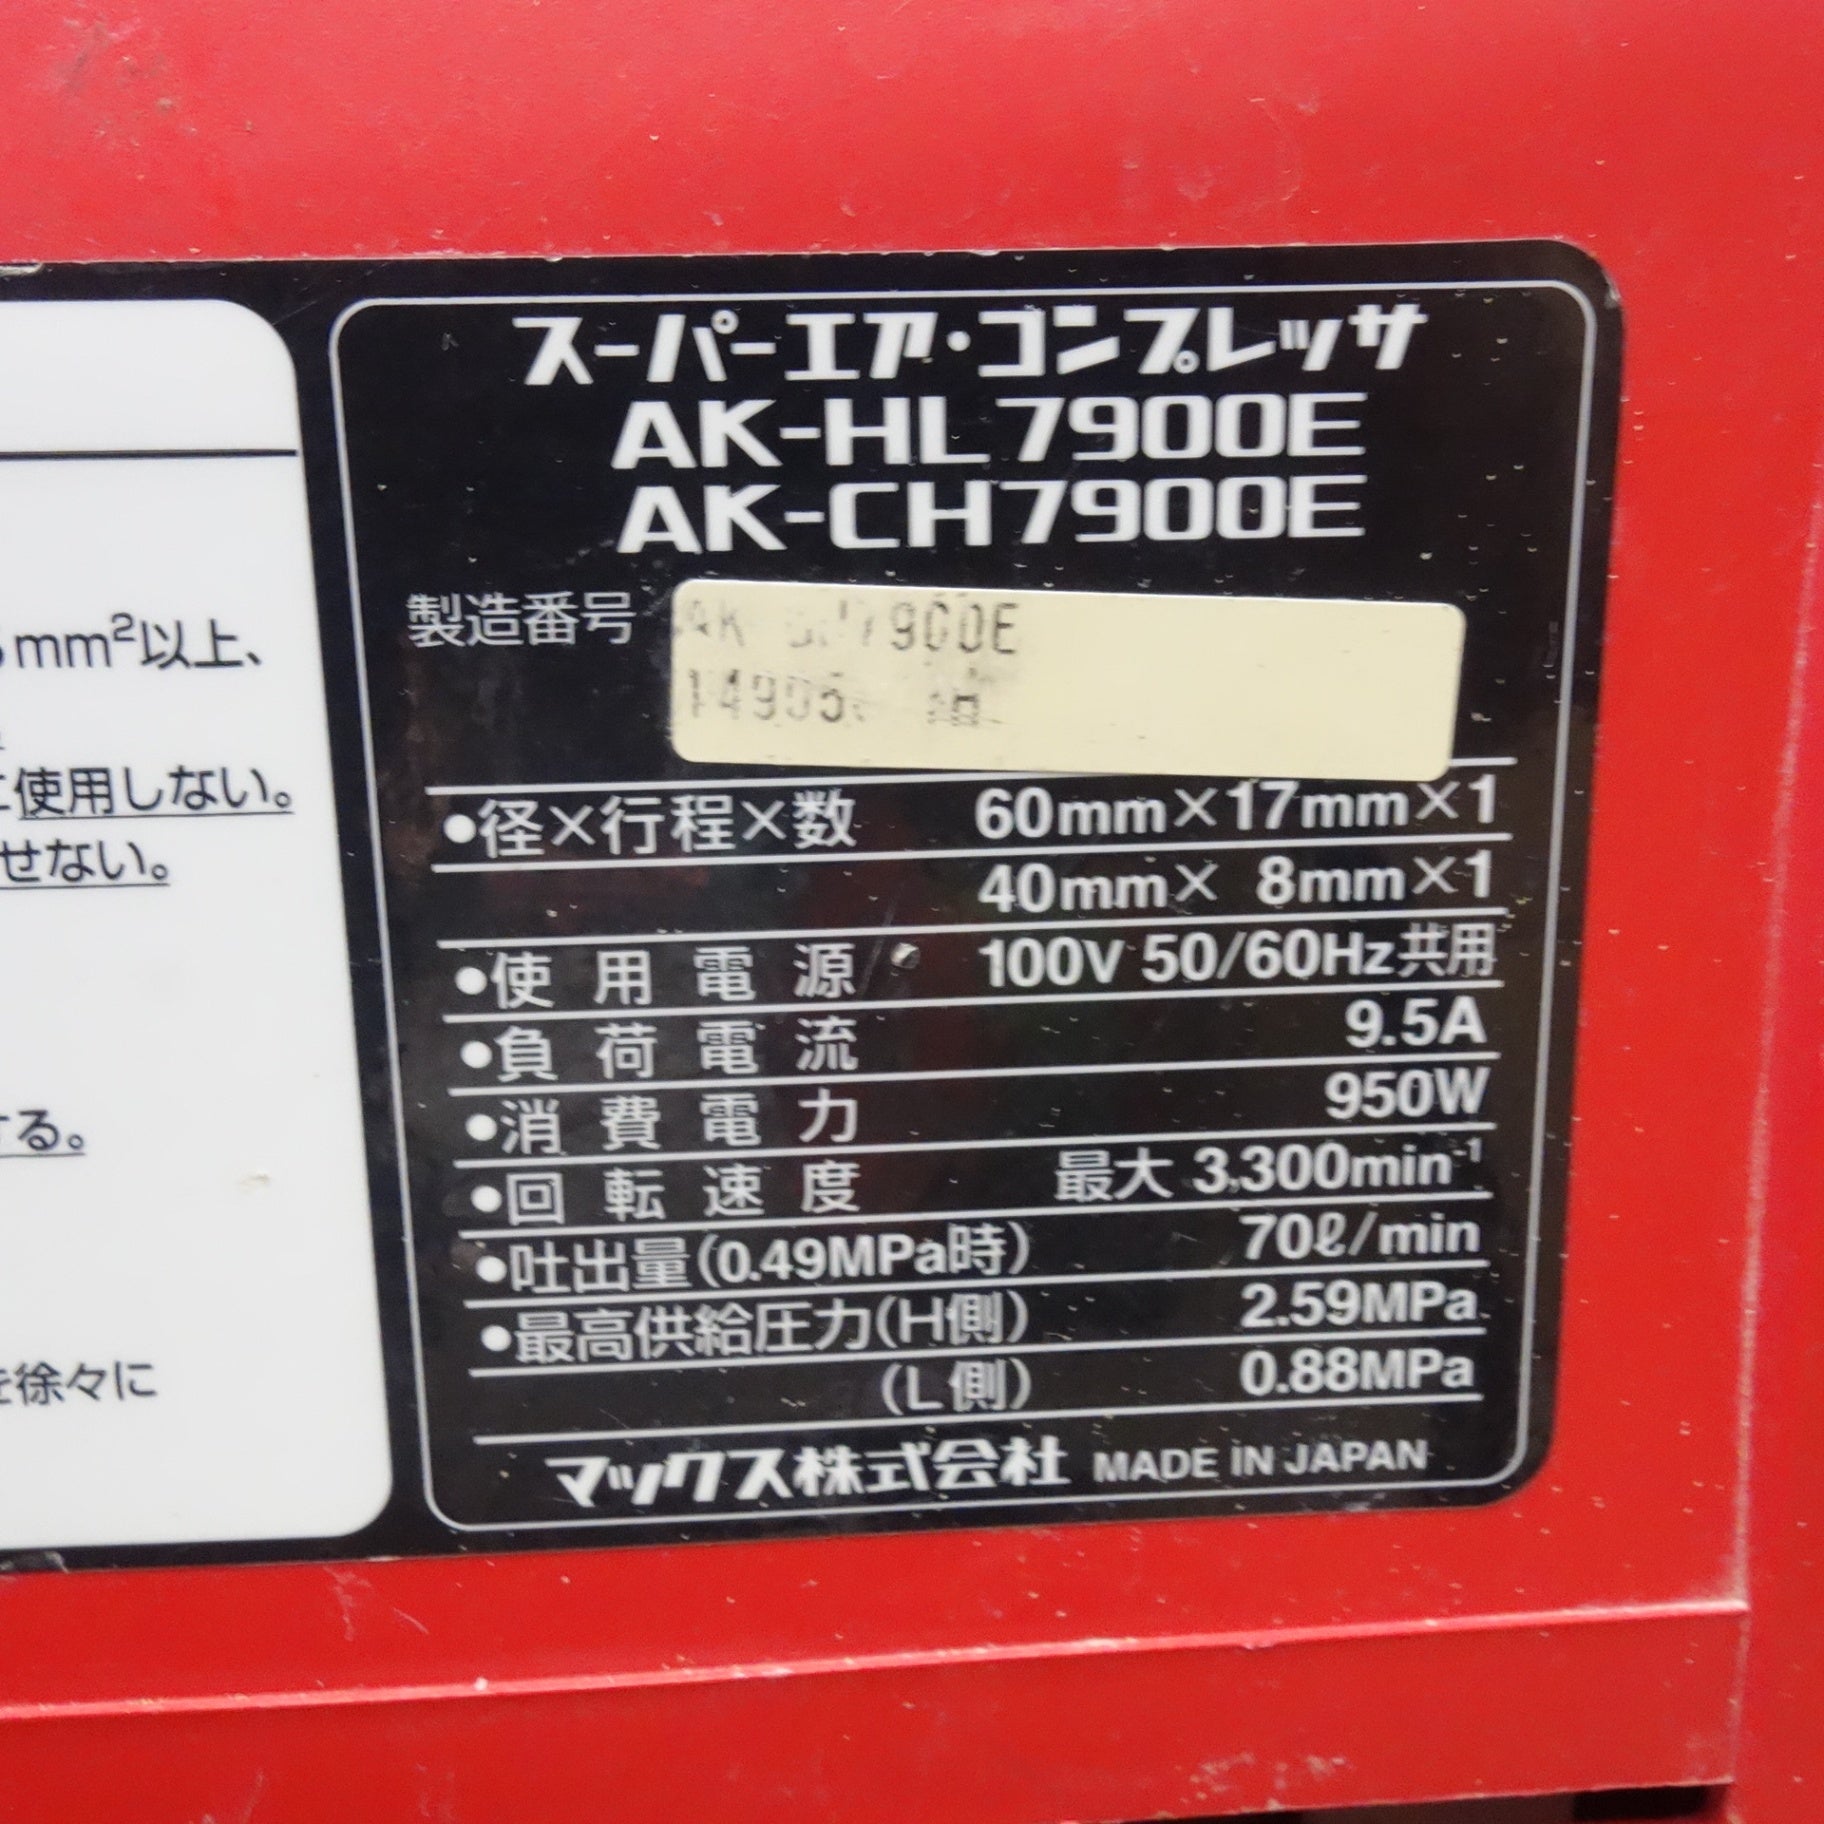 mm²以上、
使用しない。
せない。
する。
を徐々に
スーパーエア・コンプレッサ
AK-HL7900E
AK-CH7900E
製造番号
7900E
●径×行程×数 60mm×17mm×1
40mm× 8mm×1
●使用電源 100V 50/60Hz共用
●負荷電流 9.5A
●消費電力 950W
●回転速度 最大 3,300min⁻¹
●吐出量(0.49MPa時) 70ℓ/min
●最高供給圧力(H側) 2.59MPa
(L側) 0.88MPa
マックス株式会社 MADE IN JAPAN